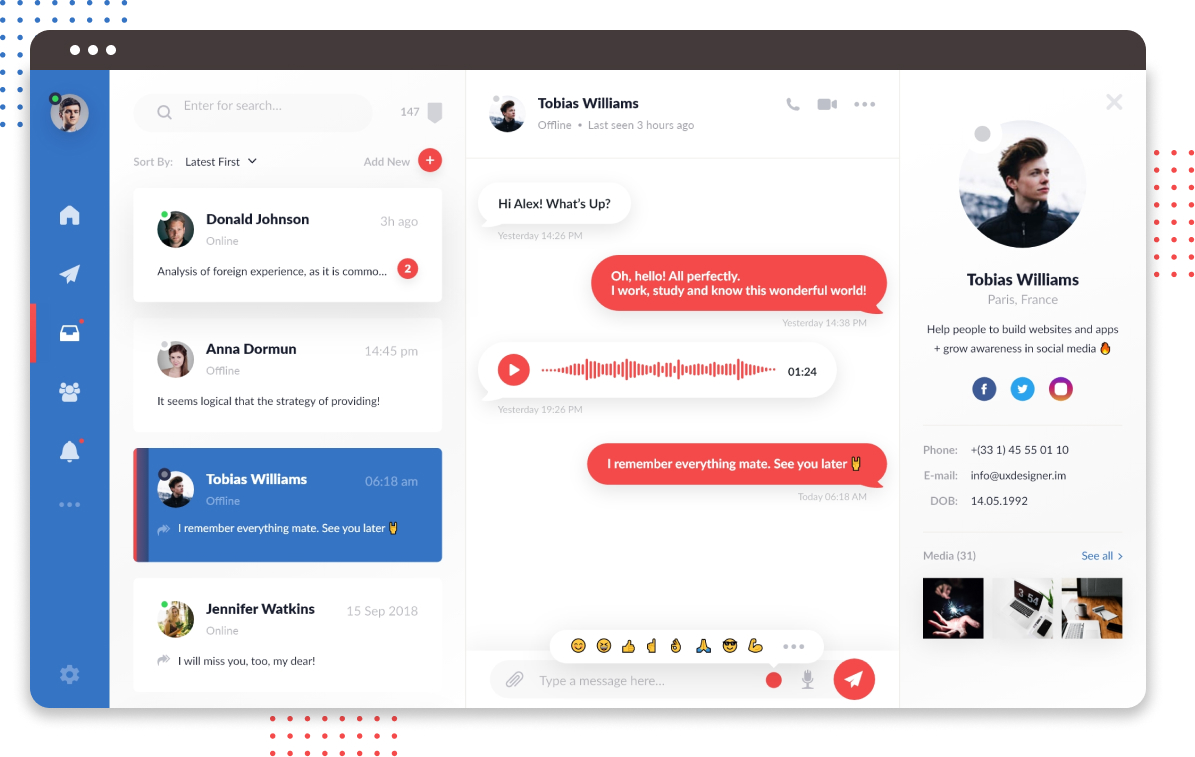 Enter for search...
147
Sort By: Latest First
Add New
Donald Johnson
3h ago
Online
Analysis of foreign experience, as it is commo...
2
Anna Dormun
14:45 pm
Offline
It seems logical that the strategy of providing!
Tobias Williams
06:18 am
Offline
I remember everything mate. See you later 🤘
Jennifer Watkins
15 Sep 2018
Online
I will miss you, too, my dear!
Tobias Williams
Offline • Last seen 3 hours ago
Hi Alex! What's Up?
Yesterday 14:26 PM
Oh, hello! All perfectly.
I work, study and know this wonderful world!
Yesterday 14:38 PM
01:24
Yesterday 19:26 PM
I remember everything mate. See you later 🤘
Today 06:18 AM
Type a message here...
Tobias Williams
Paris, France
Help people to build websites and apps
+ grow awareness in social media 🔥
Phone: +(33 1) 45 55 01 10
E-mail: info@uxdesigner.im
DOB: 14.05.1992
Media (31)
See all >
3 54